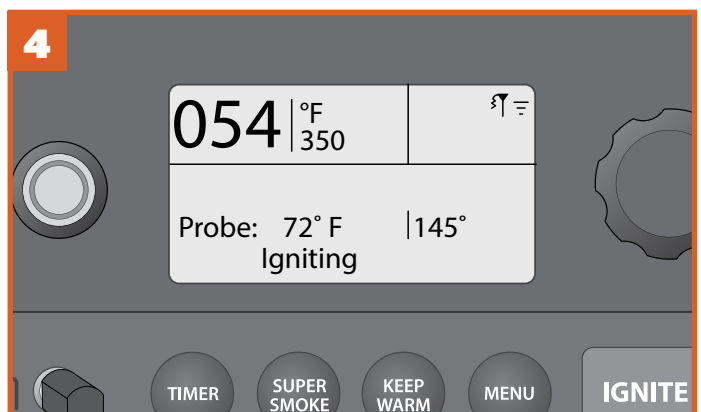 4
054 °F
350
Probe: 72° F 145°
Igniting
TIMER
SUPER
SMOKE
KEEP
WARM
MENU
IGNITE